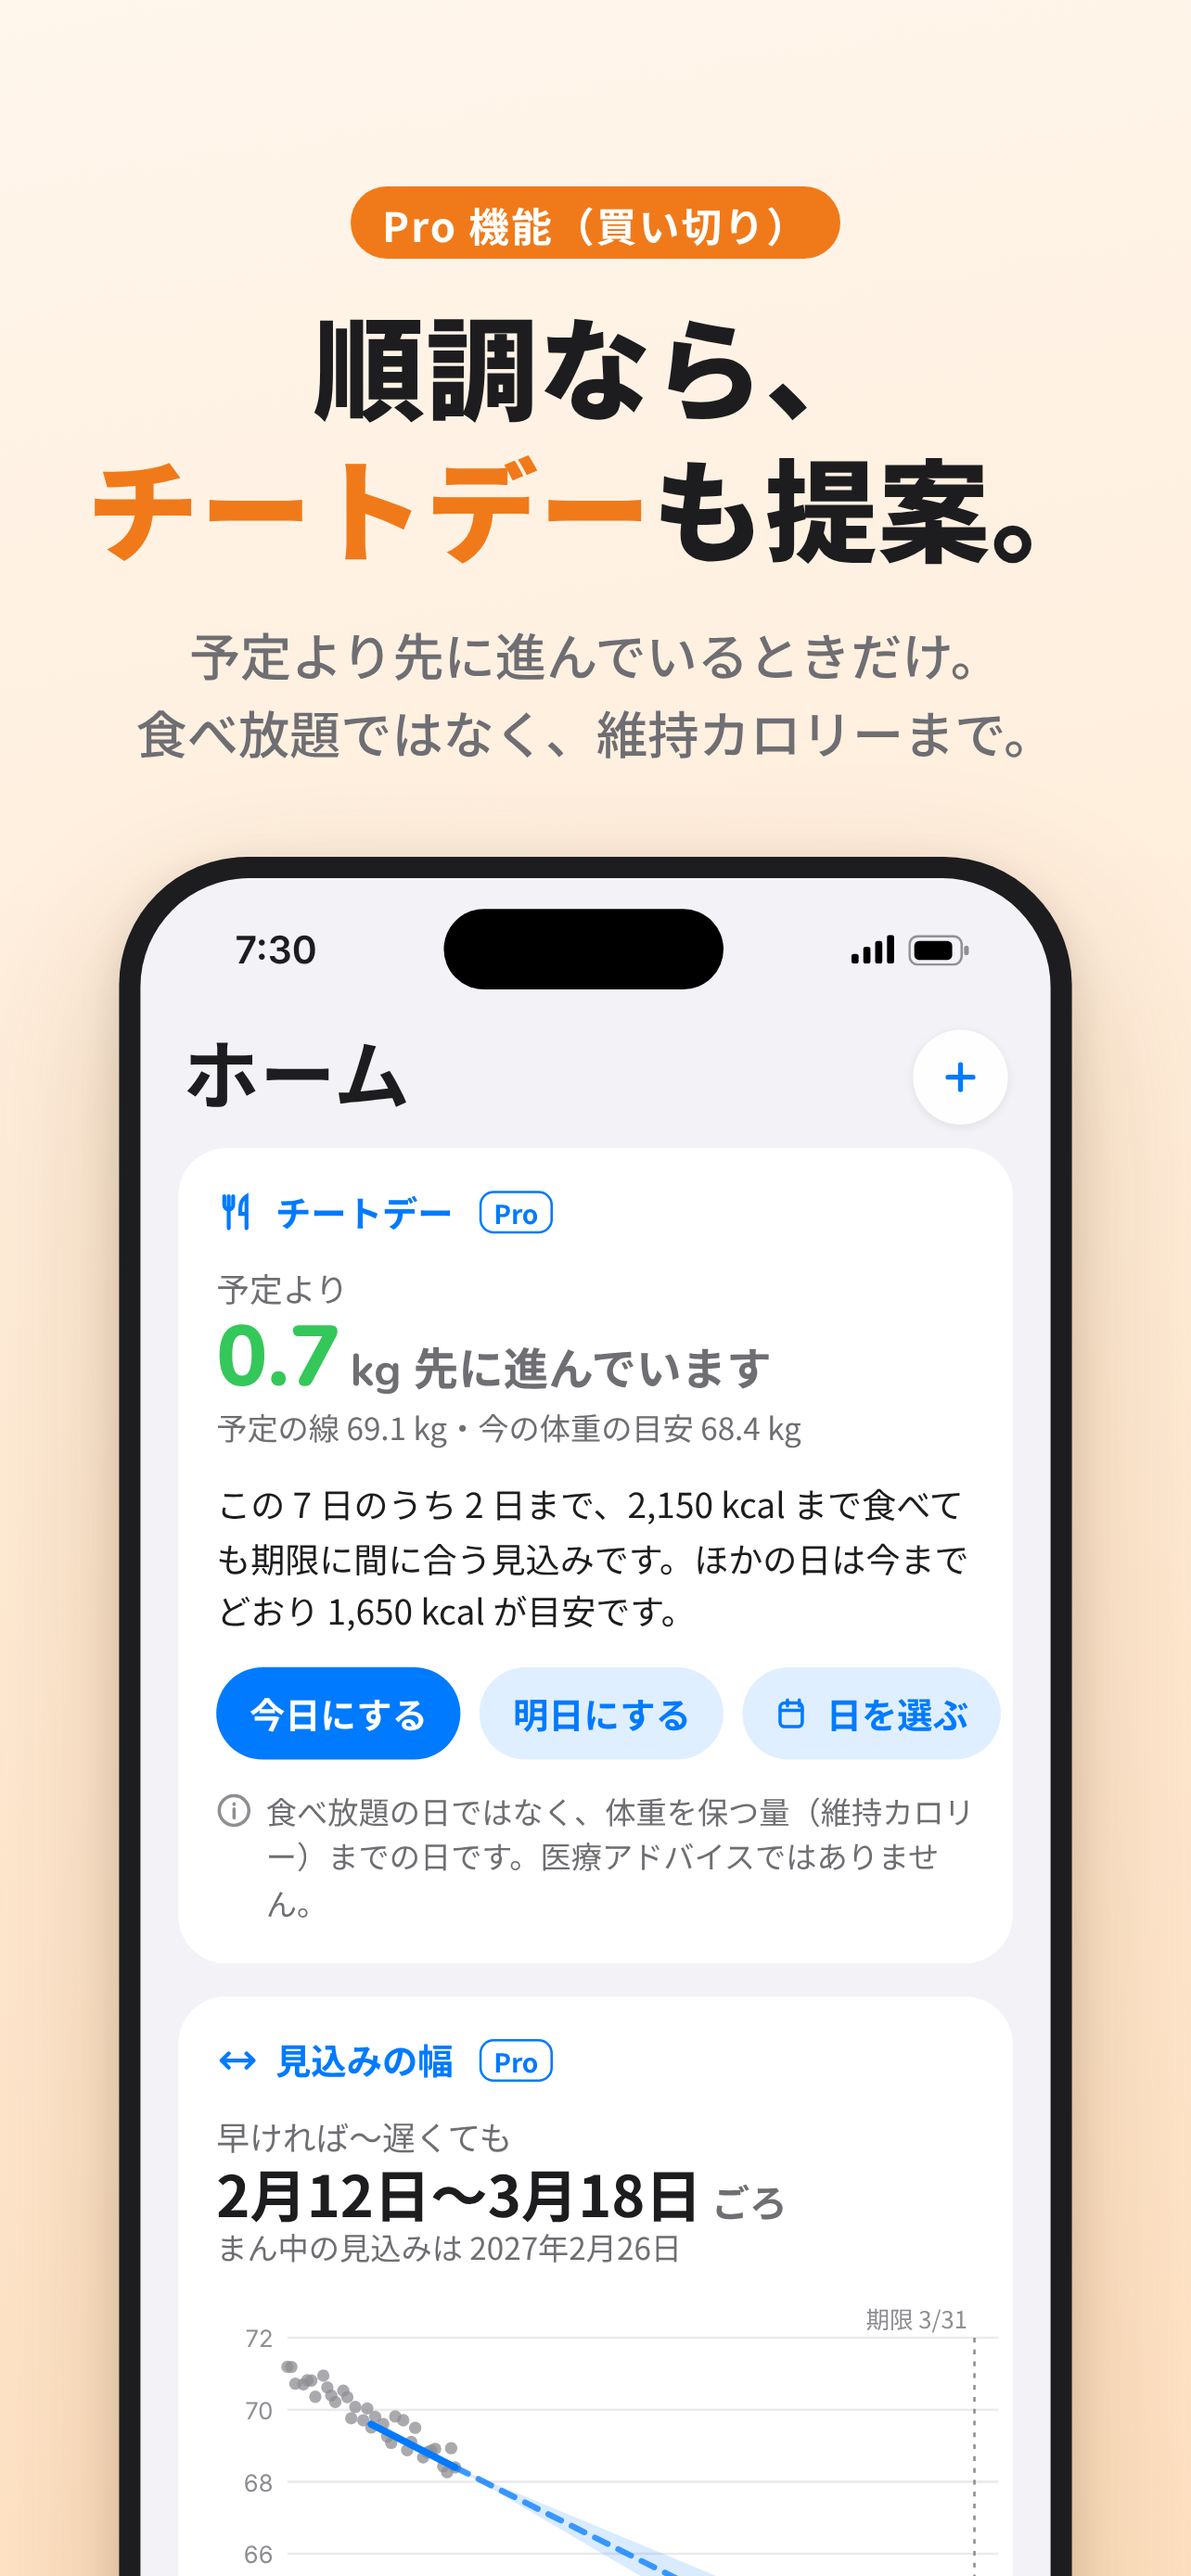 Pro 機能（買い切り）
順調なら、
チートデーも提案。
予定より先に進んでいるときだけ。
食べ放題ではなく、維持カロリーまで。
7:30
ホーム
チートデー Pro
予定より
0.7 kg 先に進んでいます
予定の線 69.1 kg・今の体重の目安 68.4 kg
この 7 日のうち 2 日まで、2,150 kcal まで食べて
も期限に間に合う見込みです。ほかの日は今まで
どおり 1,650 kcal が目安です。
今日にする 明日にする 日を選ぶ
食べ放題の日ではなく、体重を保つ量（維持カロリ
ー）までの日です。医療アドバイスではありませ
ん。
見込みの幅 Pro
早ければ〜遅くても
2月12日〜3月18日 ごろ
まん中の見込みは 2027年2月26日
期限 3/31
72
70
68
66